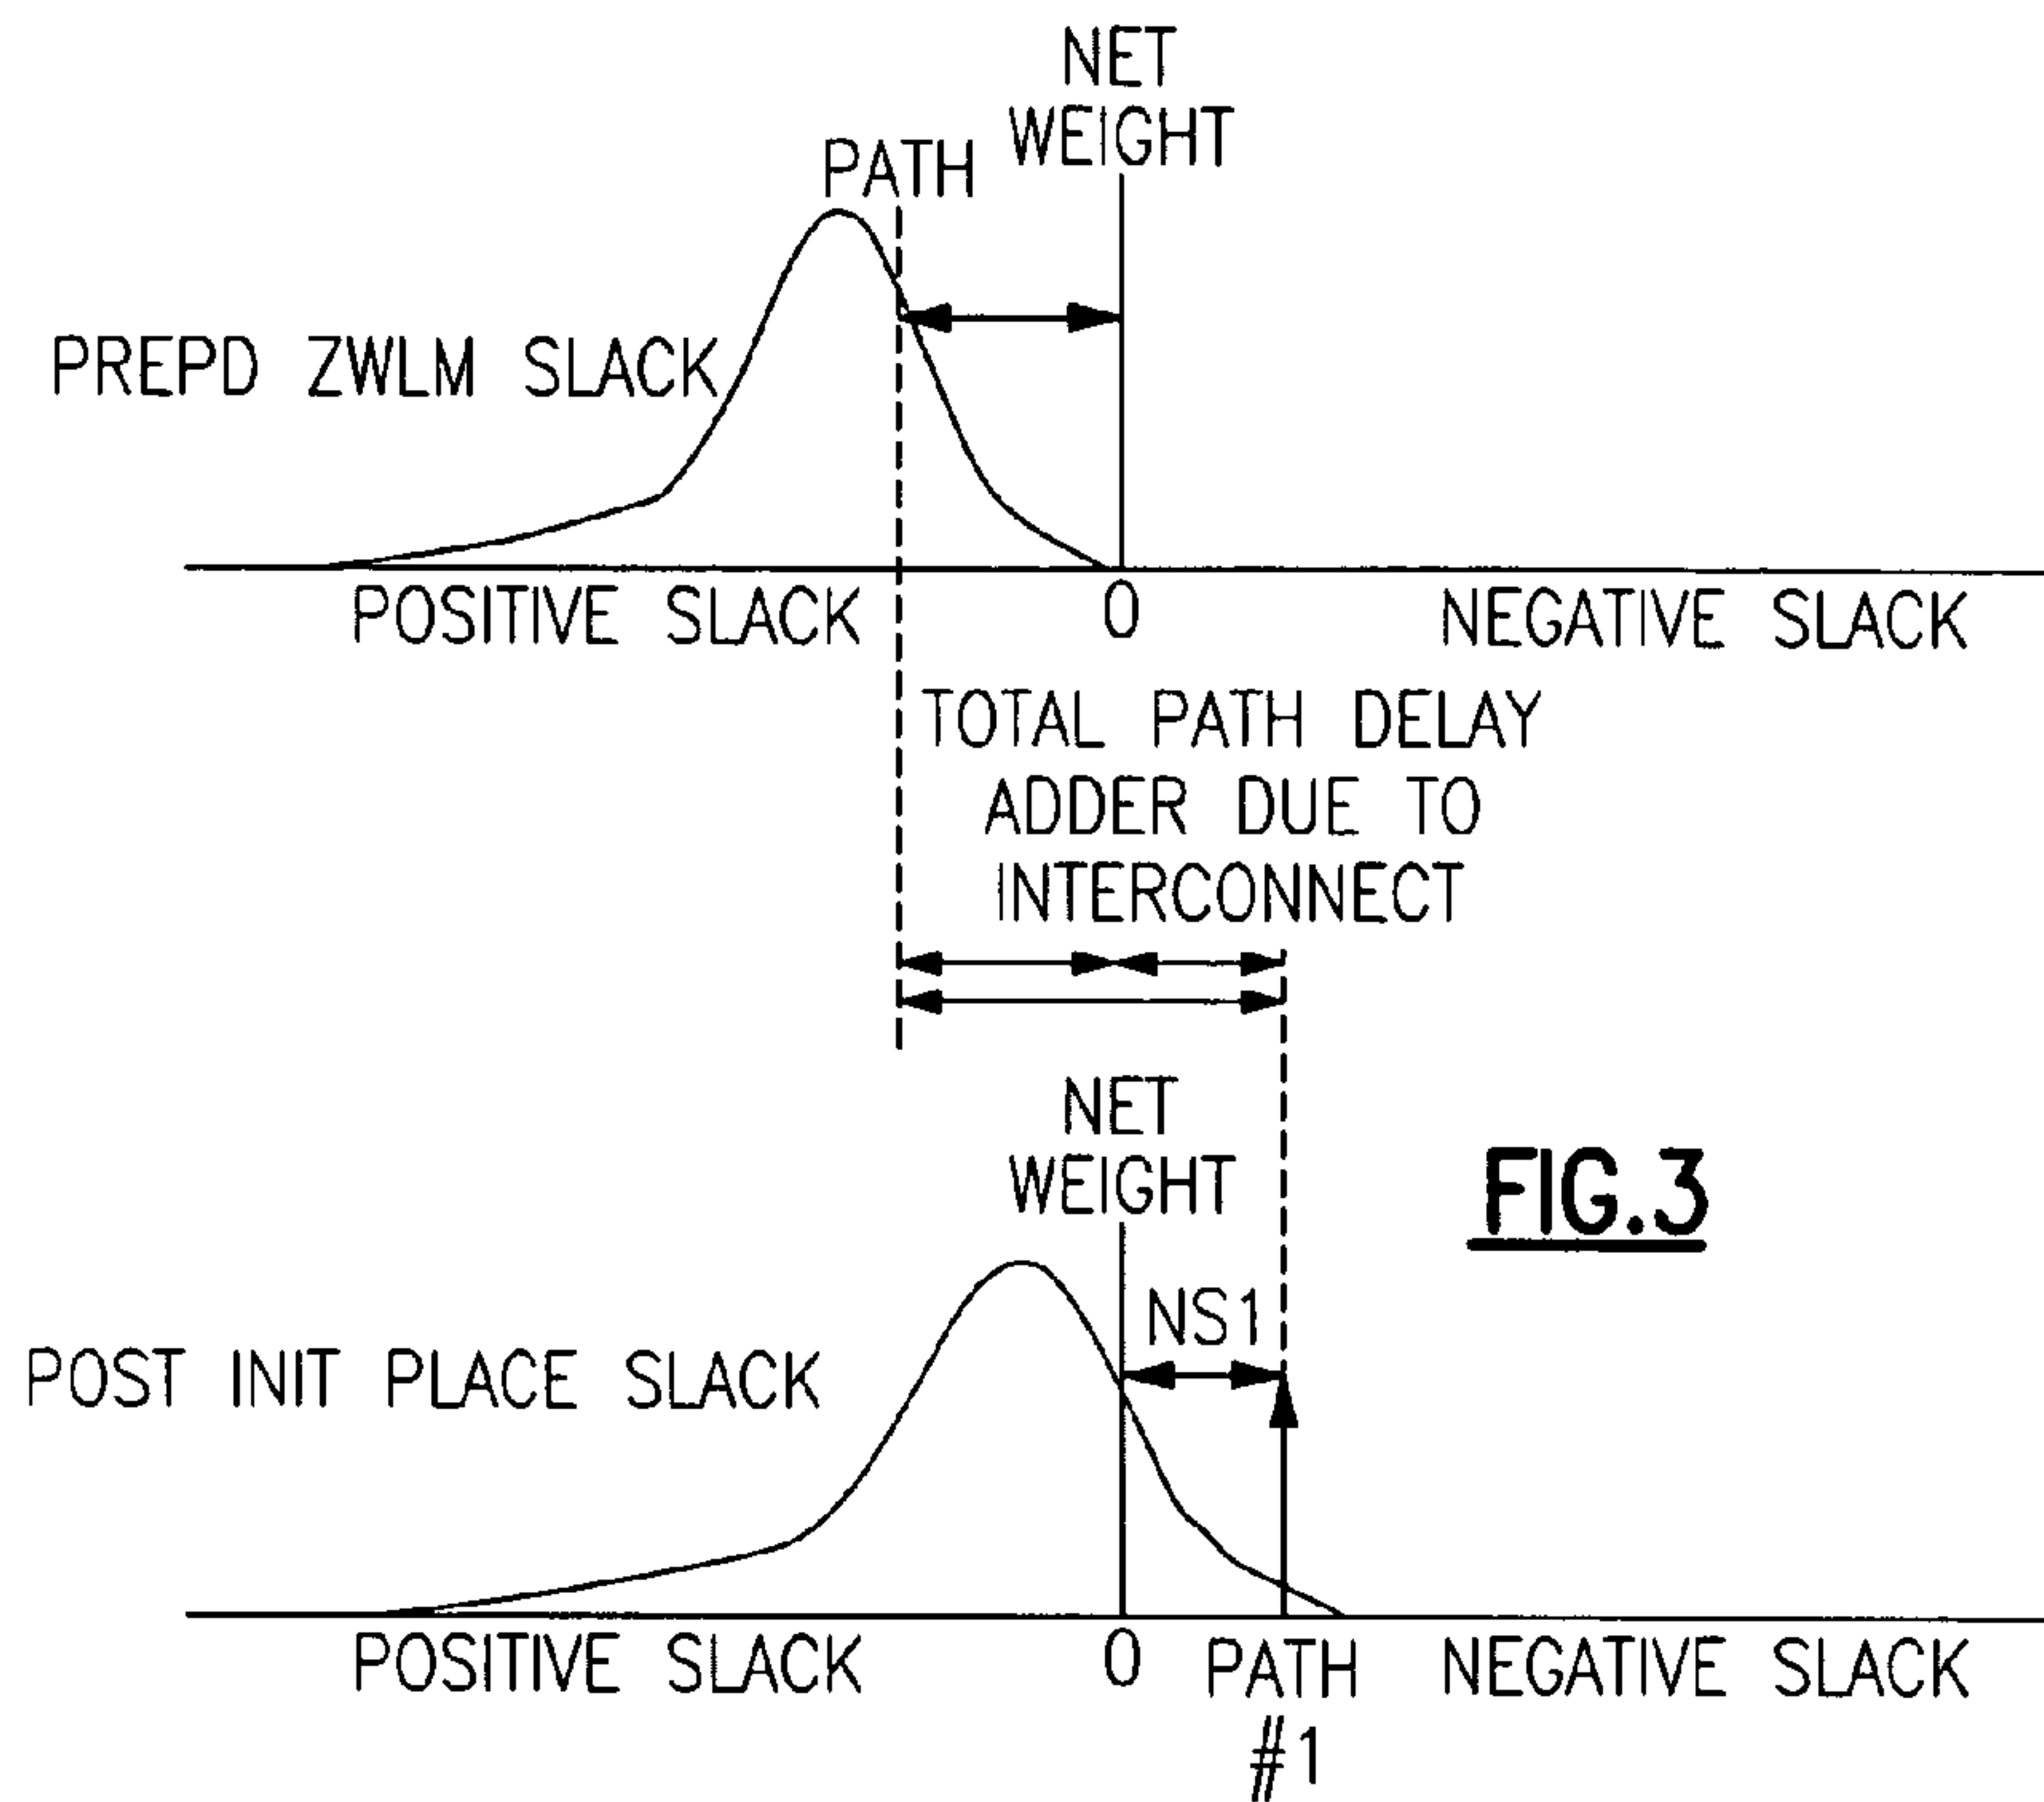 NET
WEIGHT
PATH
PREPD ZWLM SLACK
POSITIVE SLACK
0
NEGATIVE SLACK
TOTAL PATH DELAY
ADDER DUE TO
INTERCONNECT
NET
WEIGHT
FIG.3
NS1
POST INIT PLACE SLACK
POSITIVE SLACK
0
PATH
#1
NEGATIVE SLACK